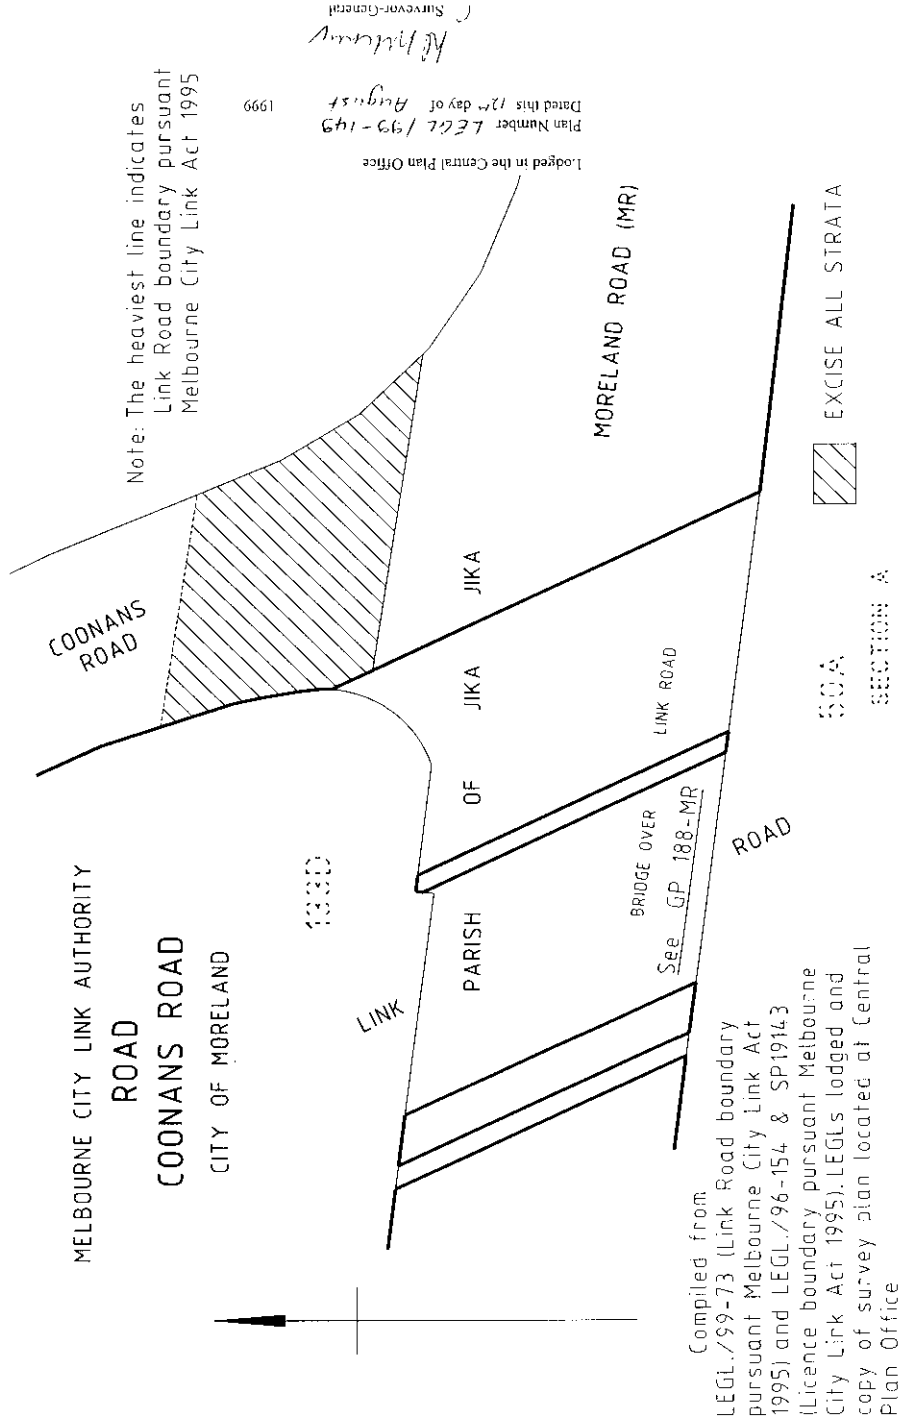 MELBOURNE CITY LINK AUTHORITY
ROAD
COONANS ROAD
CITY OF MORELAND
Note: The heaviest line indicates
Link Road boundary pursuant
Melbourne City Link Act 1995
Lodged in the Central Plan Office
Plan Number LEGL /99-149
Dated this 12th day of August 1999
Surveyor-General
COONANS
ROAD
133D
LINK
PARISH OF JIKA JIKA
MORELAND ROAD (MR)
BRIDGE OVER LINK ROAD
See GP 188-MR
ROAD
50A
SECTION A
EXCISE ALL STRATA
Compiled from
LEGL./99-73 (Link Road boundary
pursuant Melbourne City Link Act
1995) and LEGL./96-154 & SP19143
(Licence boundary pursuant Melbourne
City Link Act 1995). LEGLs lodged and
copy of survey plan located at Central
Plan Office